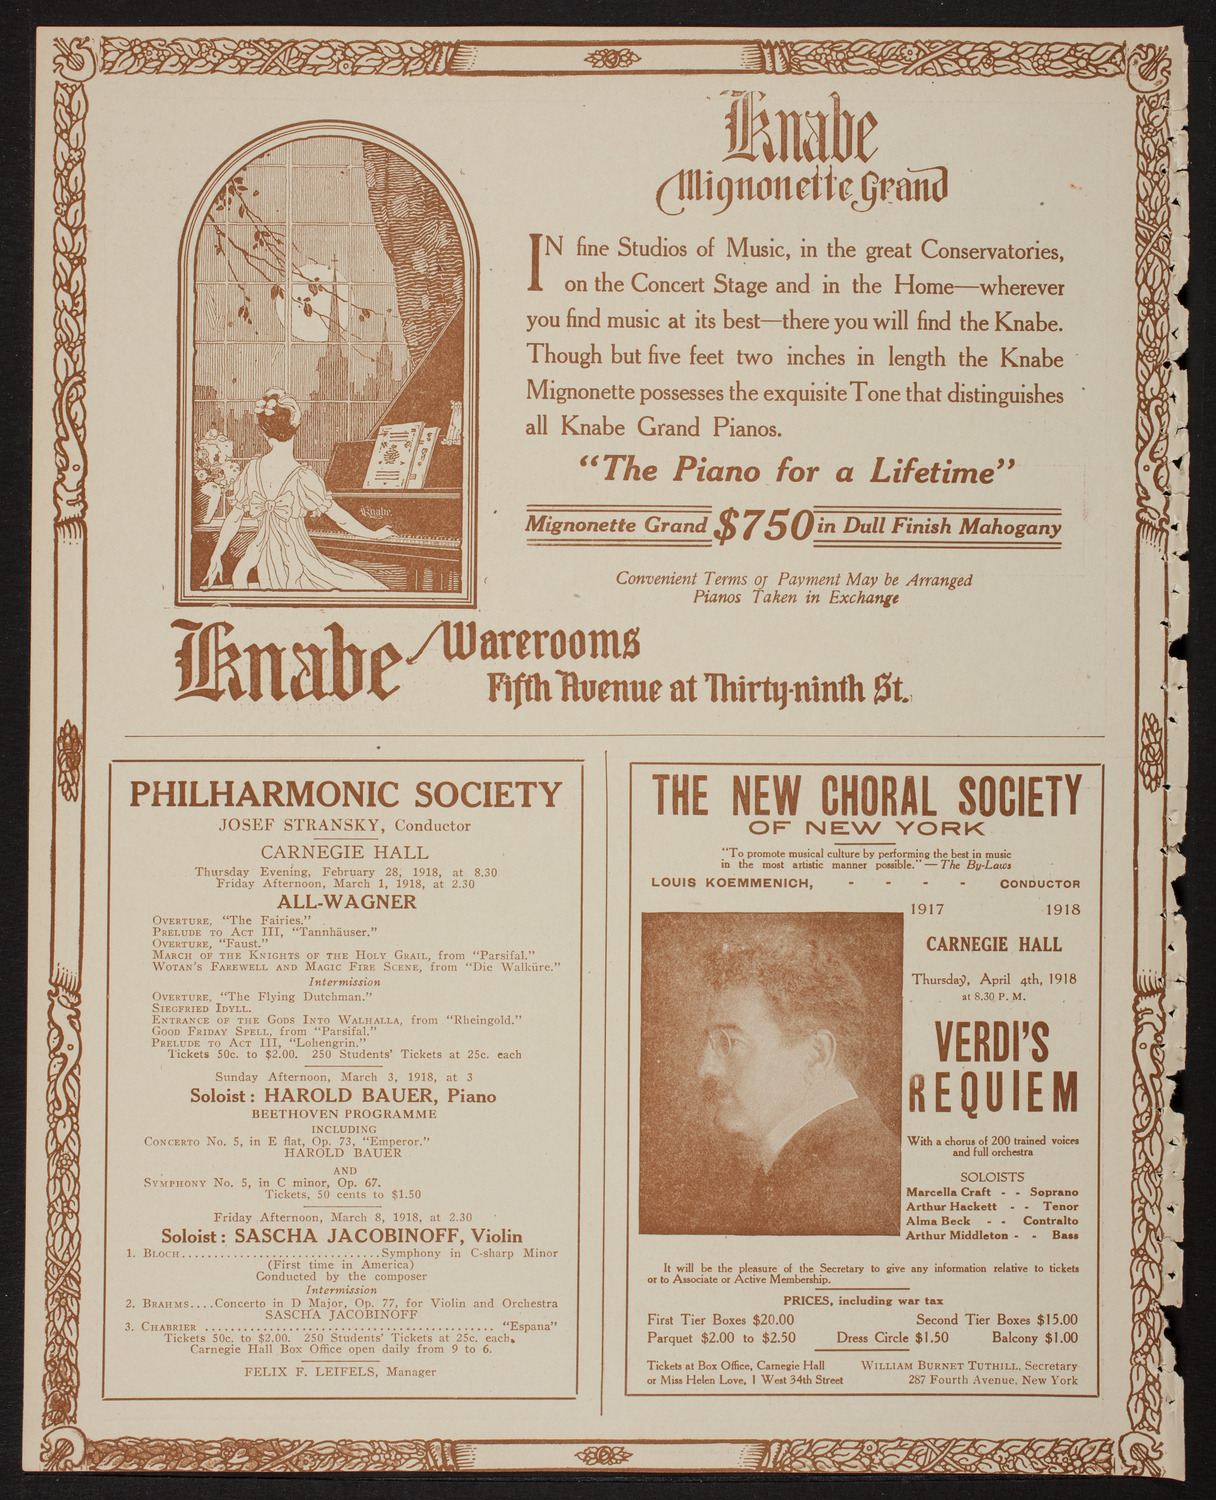 Knabe
Mignonette Grand
IN fine Studios of Music, in the great Conservatories,
on the Concert Stage and in the Home—wherever
you find music at its best—there you will find the Knabe.
Though but five feet two inches in length the Knabe
Mignonette possesses the exquisite Tone that distinguishes
all Knabe Grand Pianos.
"The Piano for a Lifetime"
Mignonette Grand $750 in Dull Finish Mahogany
Convenient Terms of Payment May be Arranged
Pianos Taken in Exchange
Knabe
Knabe Warerooms
Fifth Avenue at Thirty-ninth St.
PHILHARMONIC SOCIETY
JOSEF STRANSKY, Conductor
CARNEGIE HALL
Thursday Evening, February 28, 1918, at 8.30
Friday Afternoon, March 1, 1918, at 2.30
ALL-WAGNER
OVERTURE, "The Fairies."
PRELUDE TO ACT III, "Tannhäuser."
OVERTURE, "Faust."
MARCH OF THE KNIGHTS OF THE HOLY GRAIL, from "Parsifal."
WOTAN'S FAREWELL AND MAGIC FIRE SCENE, from "Die Walküre."
Intermission
OVERTURE, "The Flying Dutchman."
SIEGFRIED IDYLL.
ENTRANCE OF THE GODS INTO WALHALLA, from "Rheingold."
GOOD FRIDAY SPELL, from "Parsifal."
PRELUDE TO ACT III, "Lohengrin."
Tickets 50c. to $2.00. 250 Students' Tickets at 25c. each
Sunday Afternoon, March 3, 1918, at 3
Soloist: HAROLD BAUER, Piano
BEETHOVEN PROGRAMME
INCLUDING
CONCERTO No. 5, in E flat, Op. 73, "Emperor."
HAROLD BAUER
AND
SYMPHONY No. 5, in C minor, Op. 67.
Tickets, 50 cents to $1.50
Friday Afternoon, March 8, 1918, at 2.30
Soloist: SASCHA JACOBINOFF, Violin
1. BLOCH..............................Symphony in C-sharp Minor
(First time in America)
Conducted by the composer
Intermission
2. BRAHMS....Concerto in D Major, Op. 77, for Violin and Orchestra
SASCHA JACOBINOFF
3. CHABRIER ............................................ "Espana"
Tickets 50c. to $2.00. 250 Students' Tickets at 25c. each.
Carnegie Hall Box Office open daily from 9 to 6.
FELIX F. LEIFELS, Manager
THE NEW CHORAL SOCIETY
OF NEW YORK
"To promote musical culture by performing the best in music
in the most artistic manner possible."—The By-Laws
LOUIS KOEMMENICH, - - - - CONDUCTOR
1917 1918
CARNEGIE HALL
Thursday, April 4th, 1918
at 8.30 P. M.
VERDI'S
REQUIEM
With a chorus of 200 trained voices
and full orchestra
SOLOISTS
Marcella Craft - - Soprano
Arthur Hackett - - Tenor
Alma Beck - - Contralto
Arthur Middleton - - Bass
It will be the pleasure of the Secretary to give any information relative to tickets
or to Associate or Active Membership.
PRICES, including war tax
First Tier Boxes $20.00 Second Tier Boxes $15.00
Parquet $2.00 to $2.50 Dress Circle $1.50 Balcony $1.00
Tickets at Box Office, Carnegie Hall
or Miss Helen Love, 1 West 34th Street
WILLIAM BURNET TUTHILL, Secretary
287 Fourth Avenue, New York